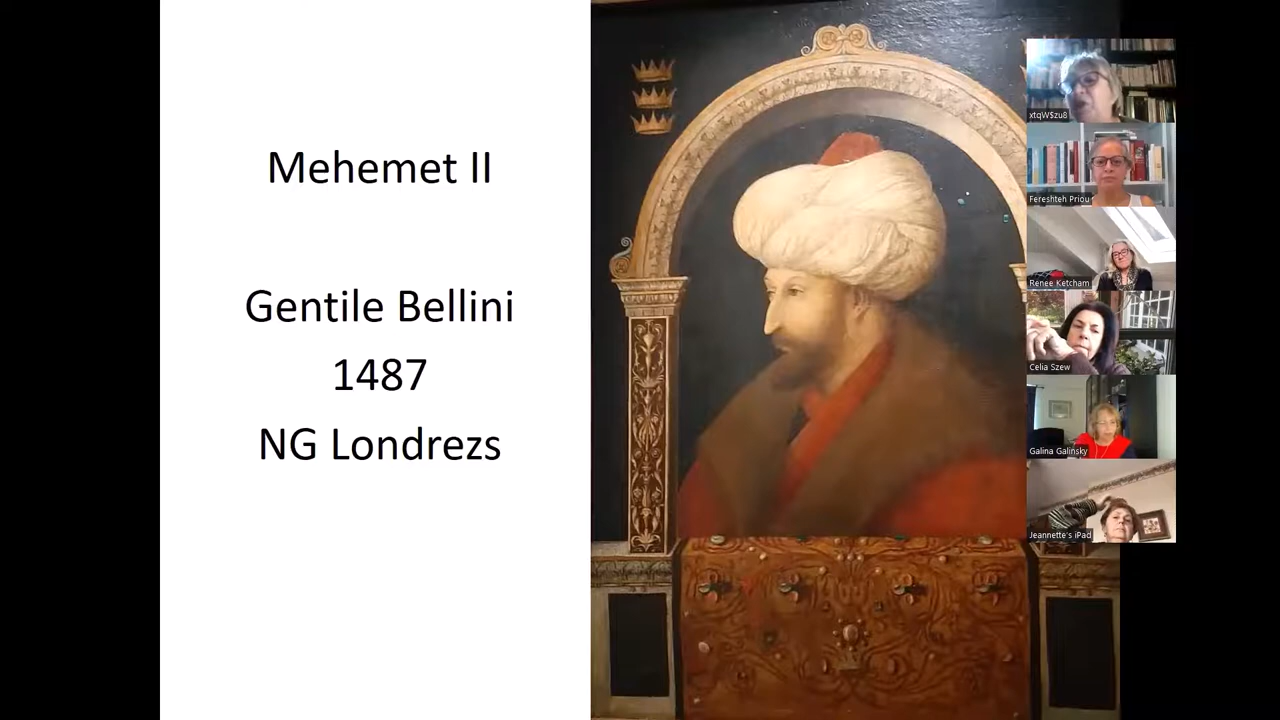 Mehemet II
Gentile Bellini
1487
NG Londrezs
xtqW$zu8
Fereshteh Priou
Renee Ketcham
Celia Szew
Galina Galinsky
Jeannette's iPad